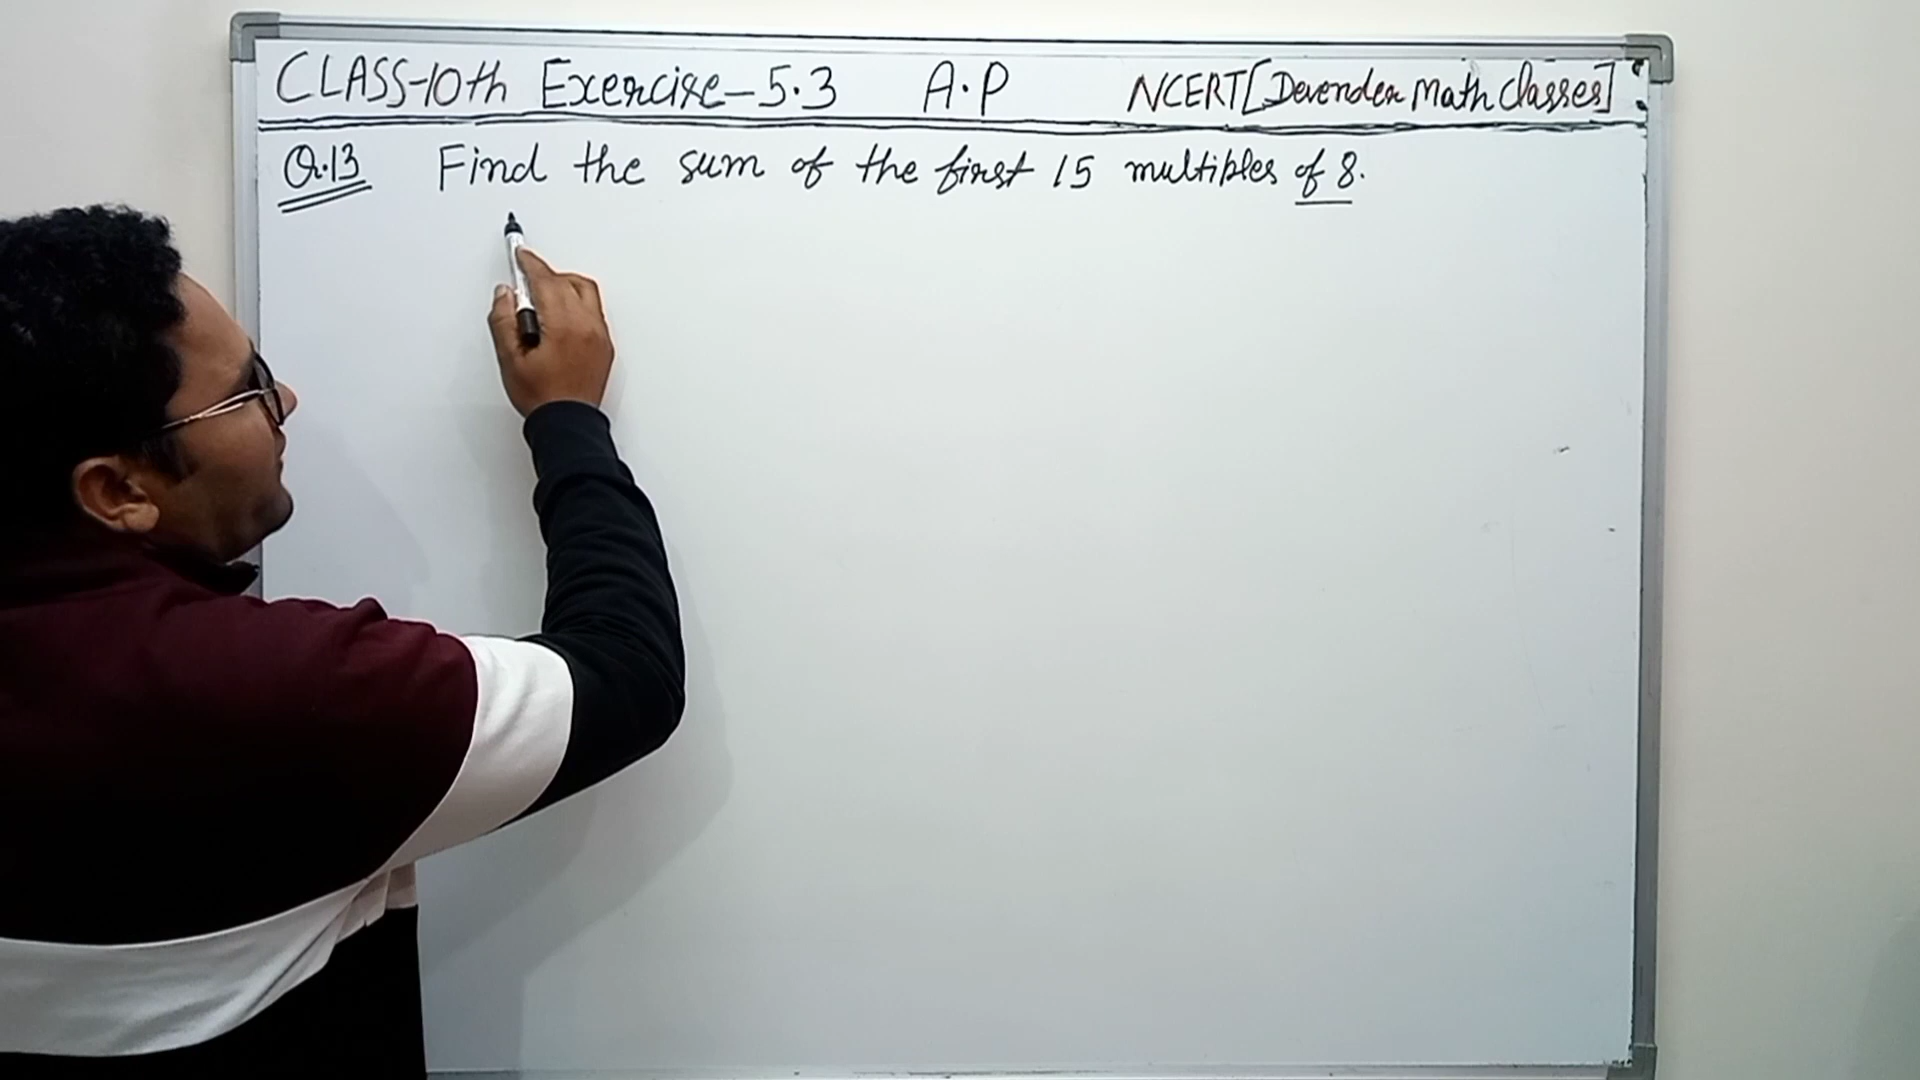 CLASS-10th Exercise-5.3 A.P NCERT[Devender Math Classes]
Q.13 Find the sum of the first 15 multiples of 8.